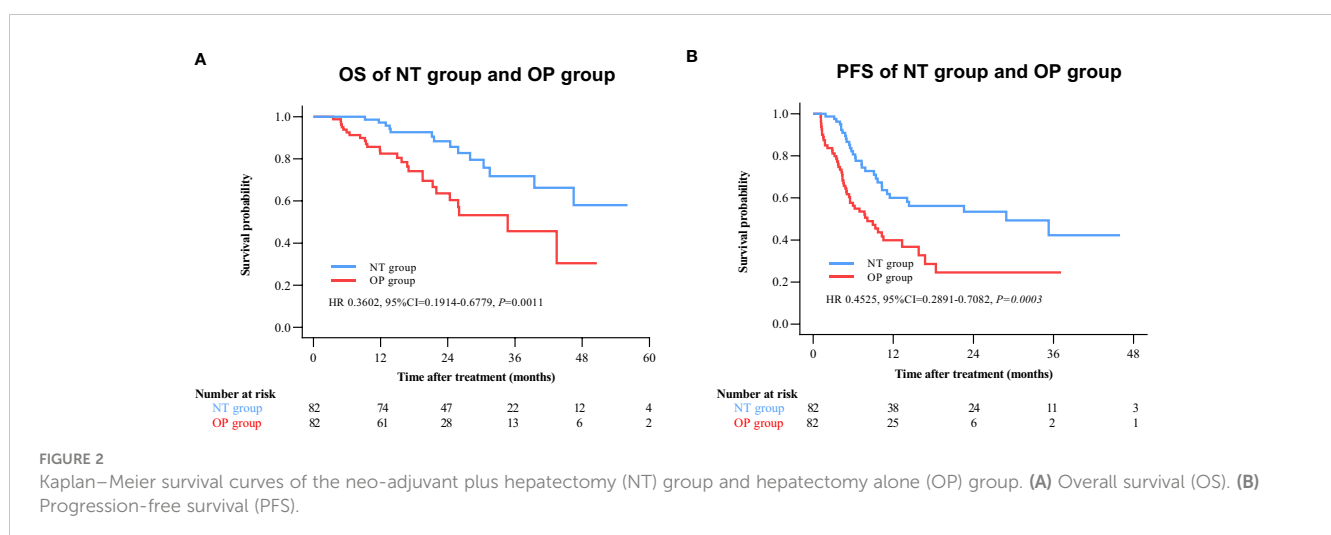 A
OS of NT group and OP group
Survival probability
1.0
0.8
0.6
0.4
0.2
0.0
NT group
OP group
HR 0.3602, 95%CI=0.1914-0.6779, P=0.0011
0 12 24 36 48 60
Time after treatment (months)
Number at risk
NT group 82 74 47 22 12 4
OP group 82 61 28 13 6 2
B
PFS of NT group and OP group
Survival probability
1.0
0.8
0.6
0.4
0.2
0.0
NT group
OP group
HR 0.4525, 95%CI=0.2891-0.7082, P=0.0003
0 12 24 36 48
Time after treatment (months)
Number at risk
NT group 82 38 24 11 3
OP group 82 25 6 2 1
FIGURE 2
Kaplan–Meier survival curves of the neo-adjuvant plus hepatectomy (NT) group and hepatectomy alone (OP) group. (A) Overall survival (OS). (B)
Progression-free survival (PFS).